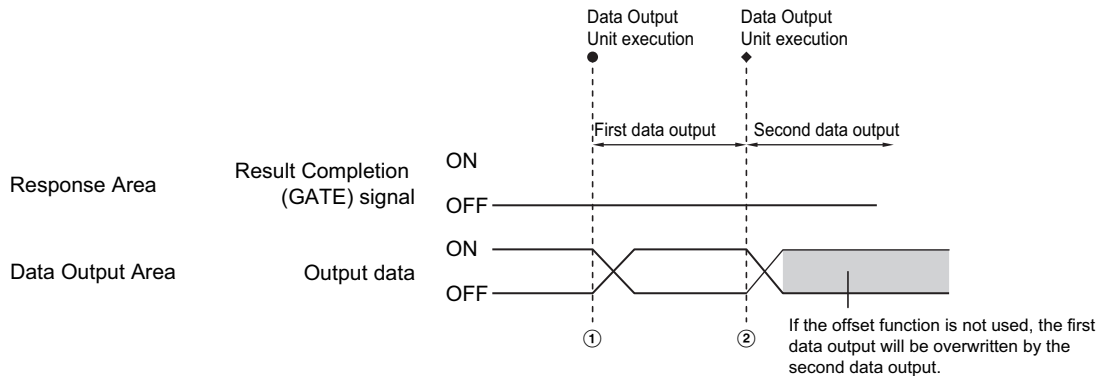 Data Output
Unit execution
Data Output
Unit execution
First data output
Second data output
Response Area
Result Completion
(GATE) signal
ON
OFF
Data Output Area
Output data
ON
OFF
①
②
If the offset function is not used, the first
data output will be overwritten by the
second data output.